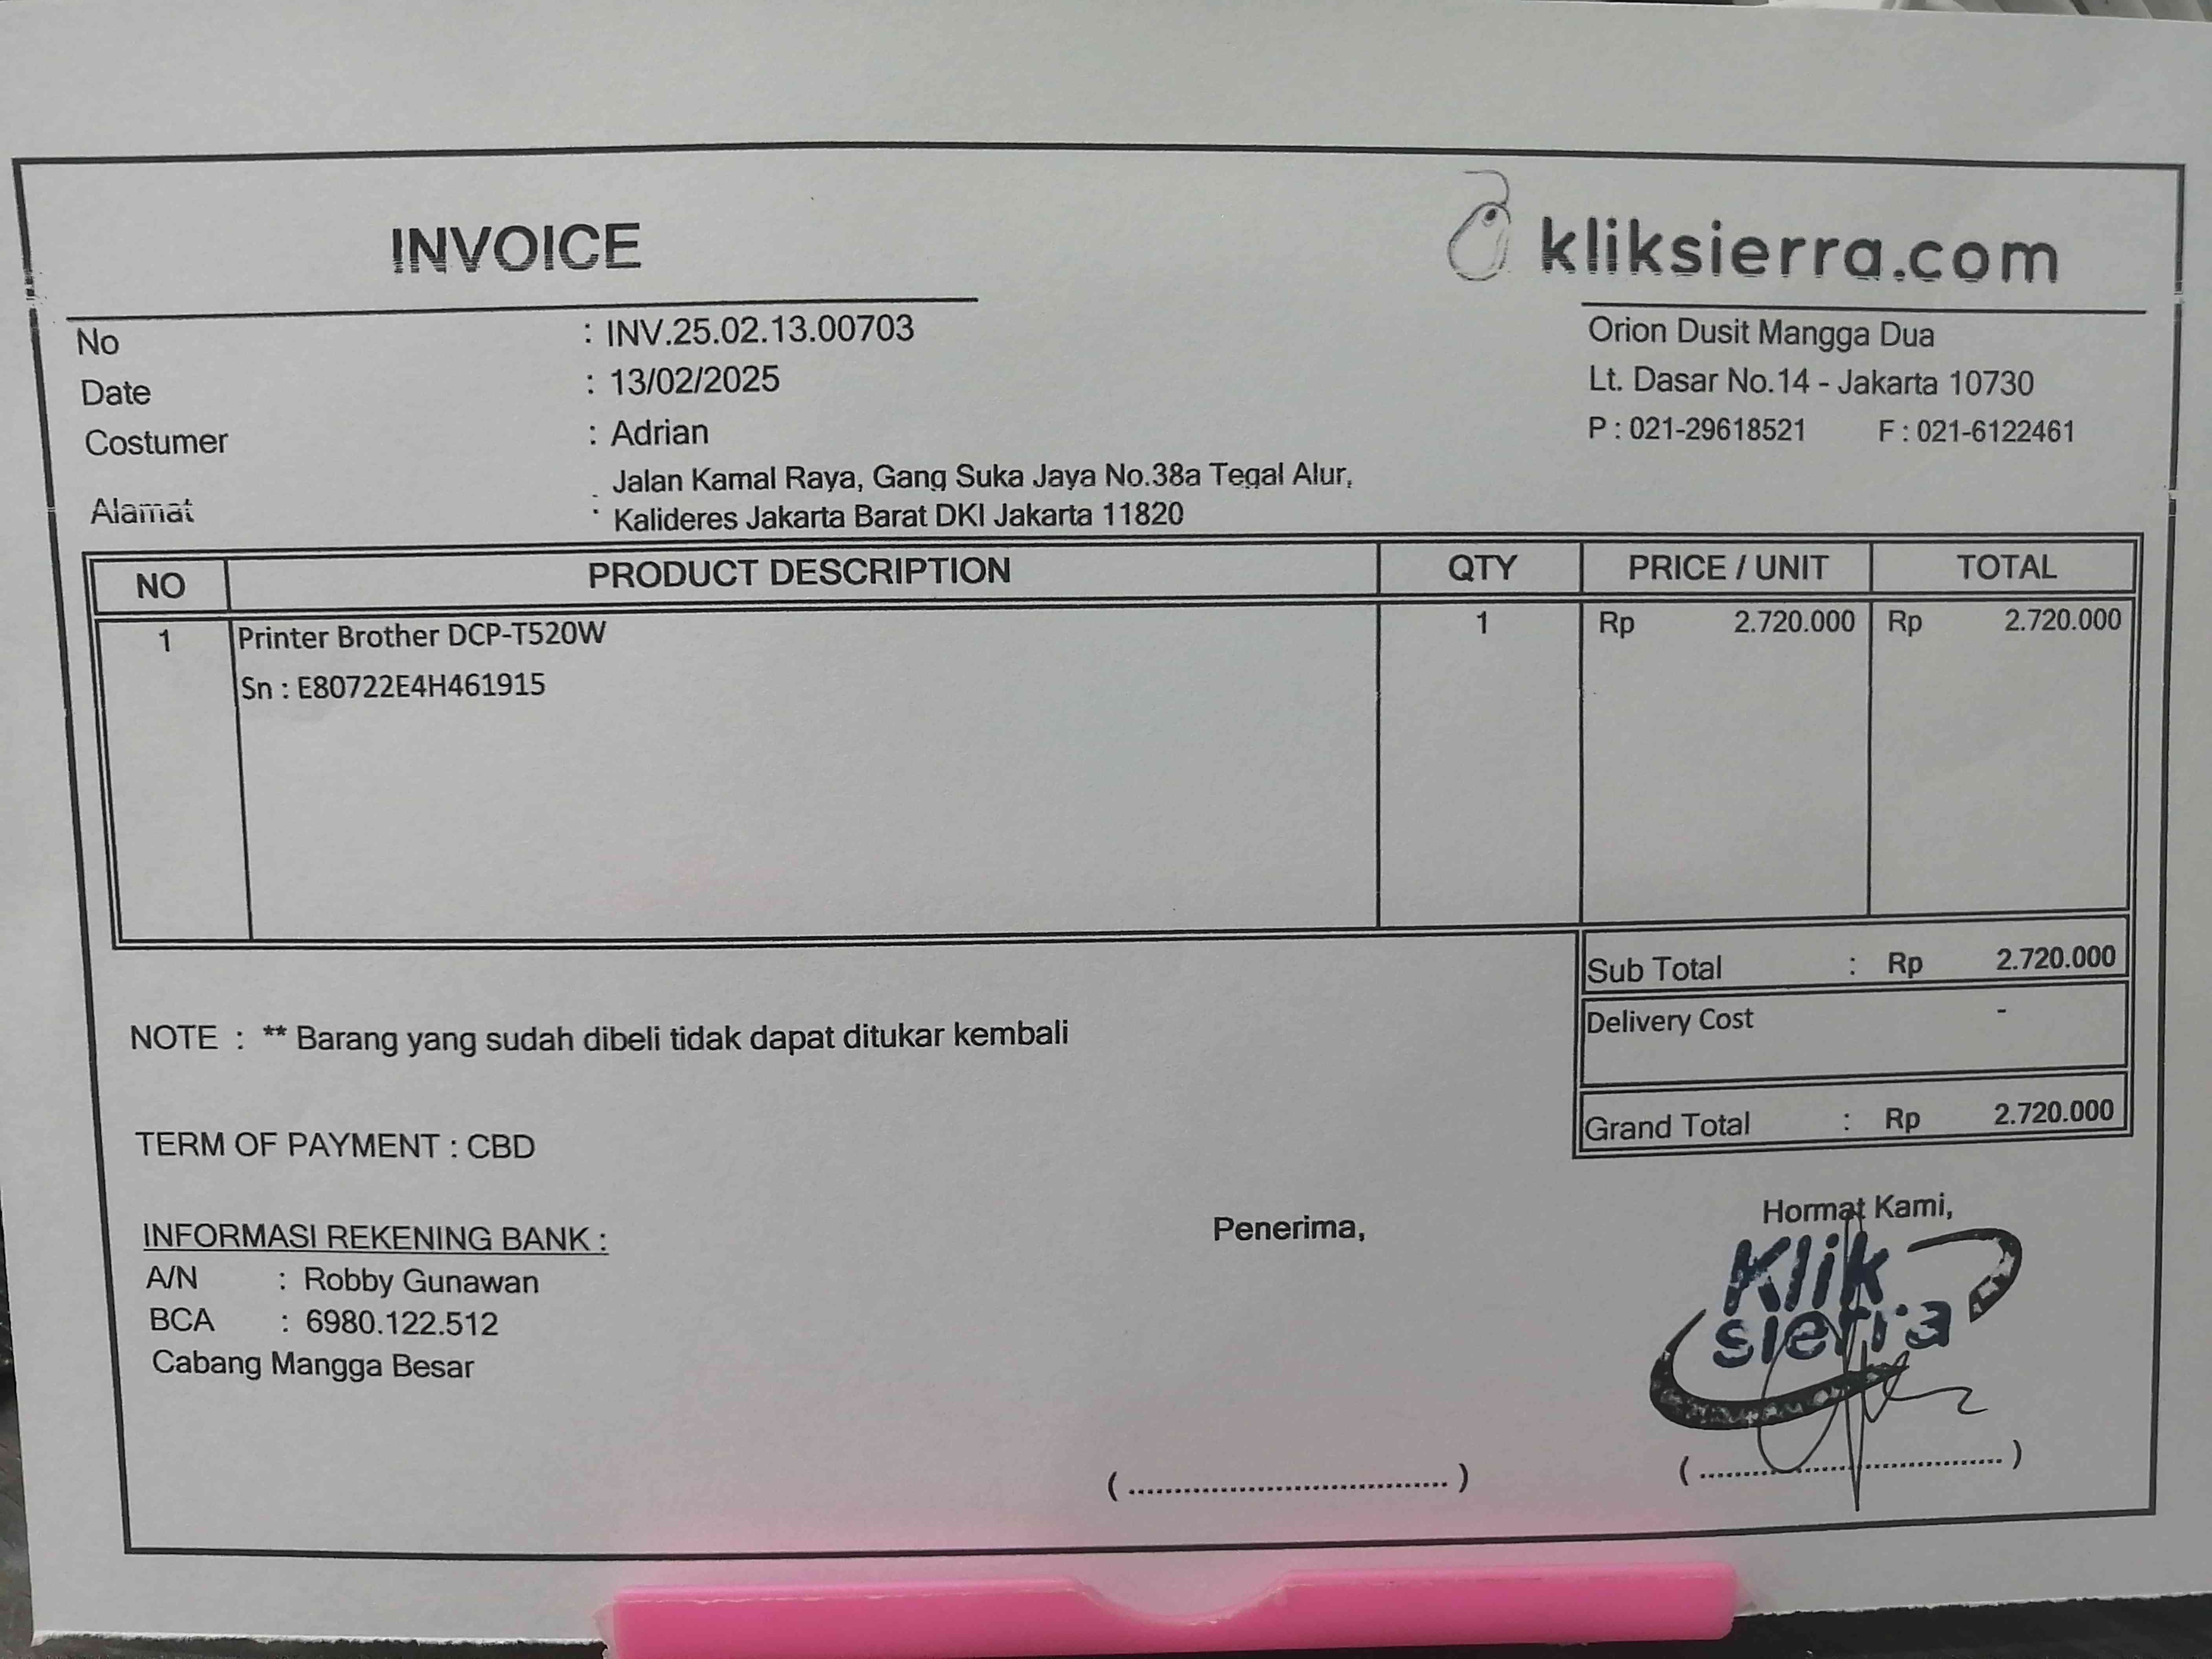 INVOICE
kliksierra.com
No : INV.25.02.13.00703
Date : 13/02/2025
Costumer : Adrian
Alamat : Jalan Kamal Raya, Gang Suka Jaya No.38a Tegal Alur,
Kalideres Jakarta Barat DKI Jakarta 11820
Orion Dusit Mangga Dua
Lt. Dasar No.14 - Jakarta 10730
P : 021-29618521 F : 021-6122461
NO PRODUCT DESCRIPTION QTY PRICE / UNIT TOTAL
1 Printer Brother DCP-T520W 1 Rp 2.720.000 Rp 2.720.000
Sn : E80722E4H461915
Sub Total : Rp 2.720.000
Delivery Cost -
Grand Total : Rp 2.720.000
NOTE : ** Barang yang sudah dibeli tidak dapat ditukar kembali
TERM OF PAYMENT : CBD
INFORMASI REKENING BANK :
A/N : Robby Gunawan
BCA : 6980.122.512
Cabang Mangga Besar
Penerima,
( ........................................ )
Hormat Kami,
Klik
sierra
( ........................................ )